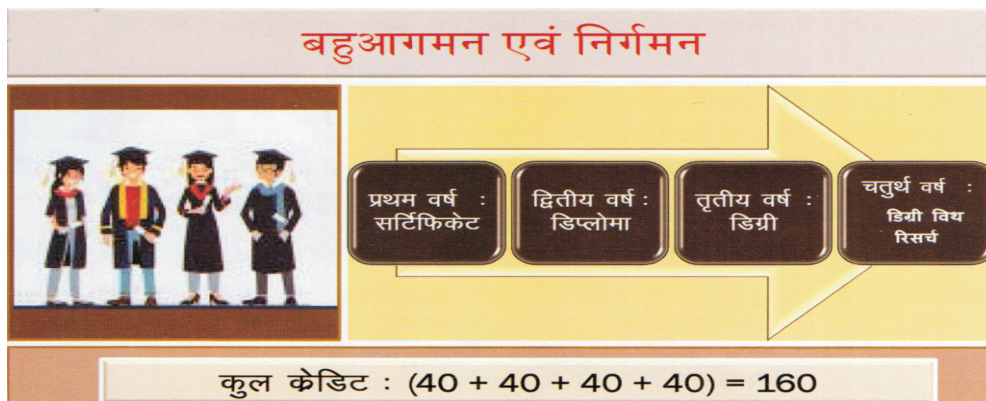 बहुआगमन एवं निर्गमन
प्रथम वर्ष :
सर्टिफिकेट
द्वितीय वर्ष :
डिप्लोमा
तृतीय वर्ष :
डिग्री
चतुर्थ वर्ष :
डिग्री विथ
रिसर्च
कुल क्रेडिट : (40 + 40 + 40 + 40) = 160